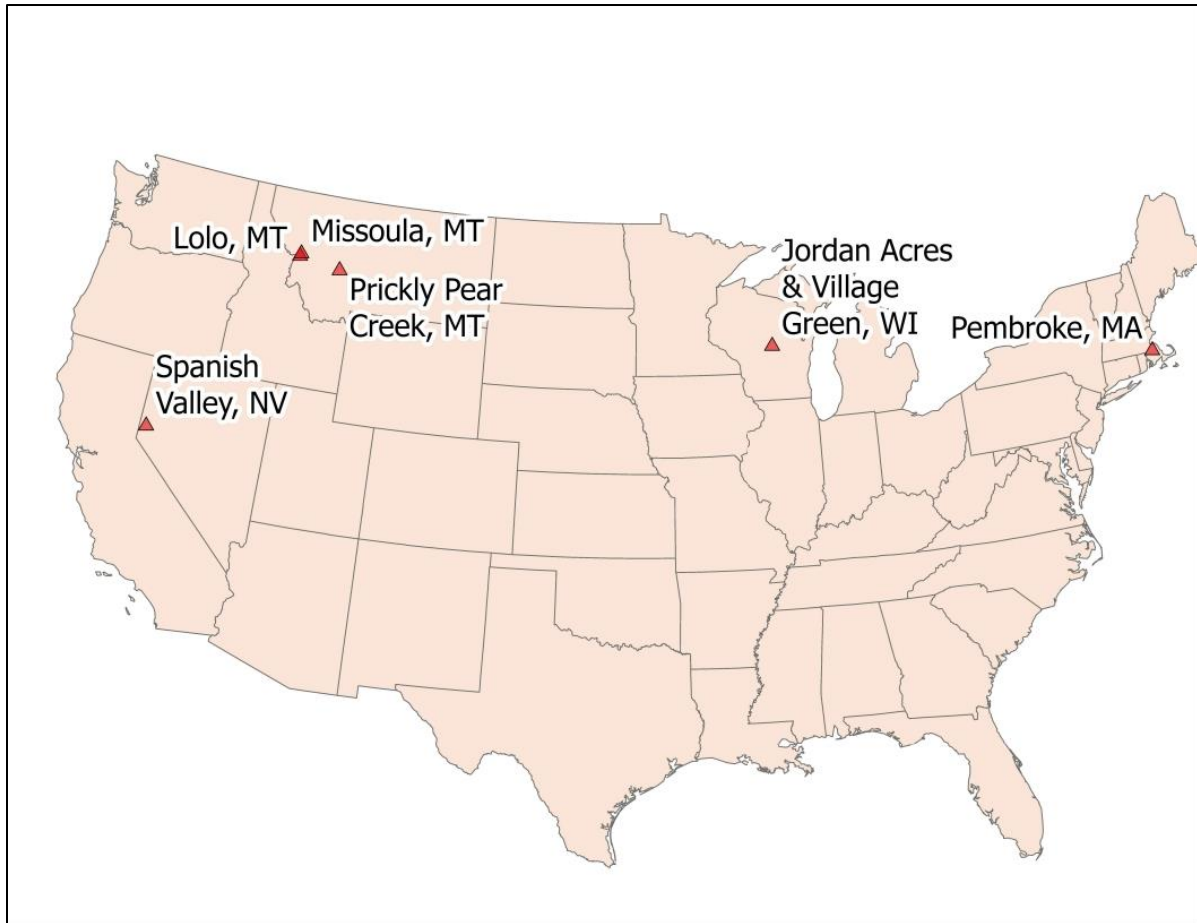 Lolo, MT
Missoula, MT
Prickly Pear
Creek, MT
Jordan Acres
& Village
Green, WI
Pembroke, MA
Spanish
Valley, NV